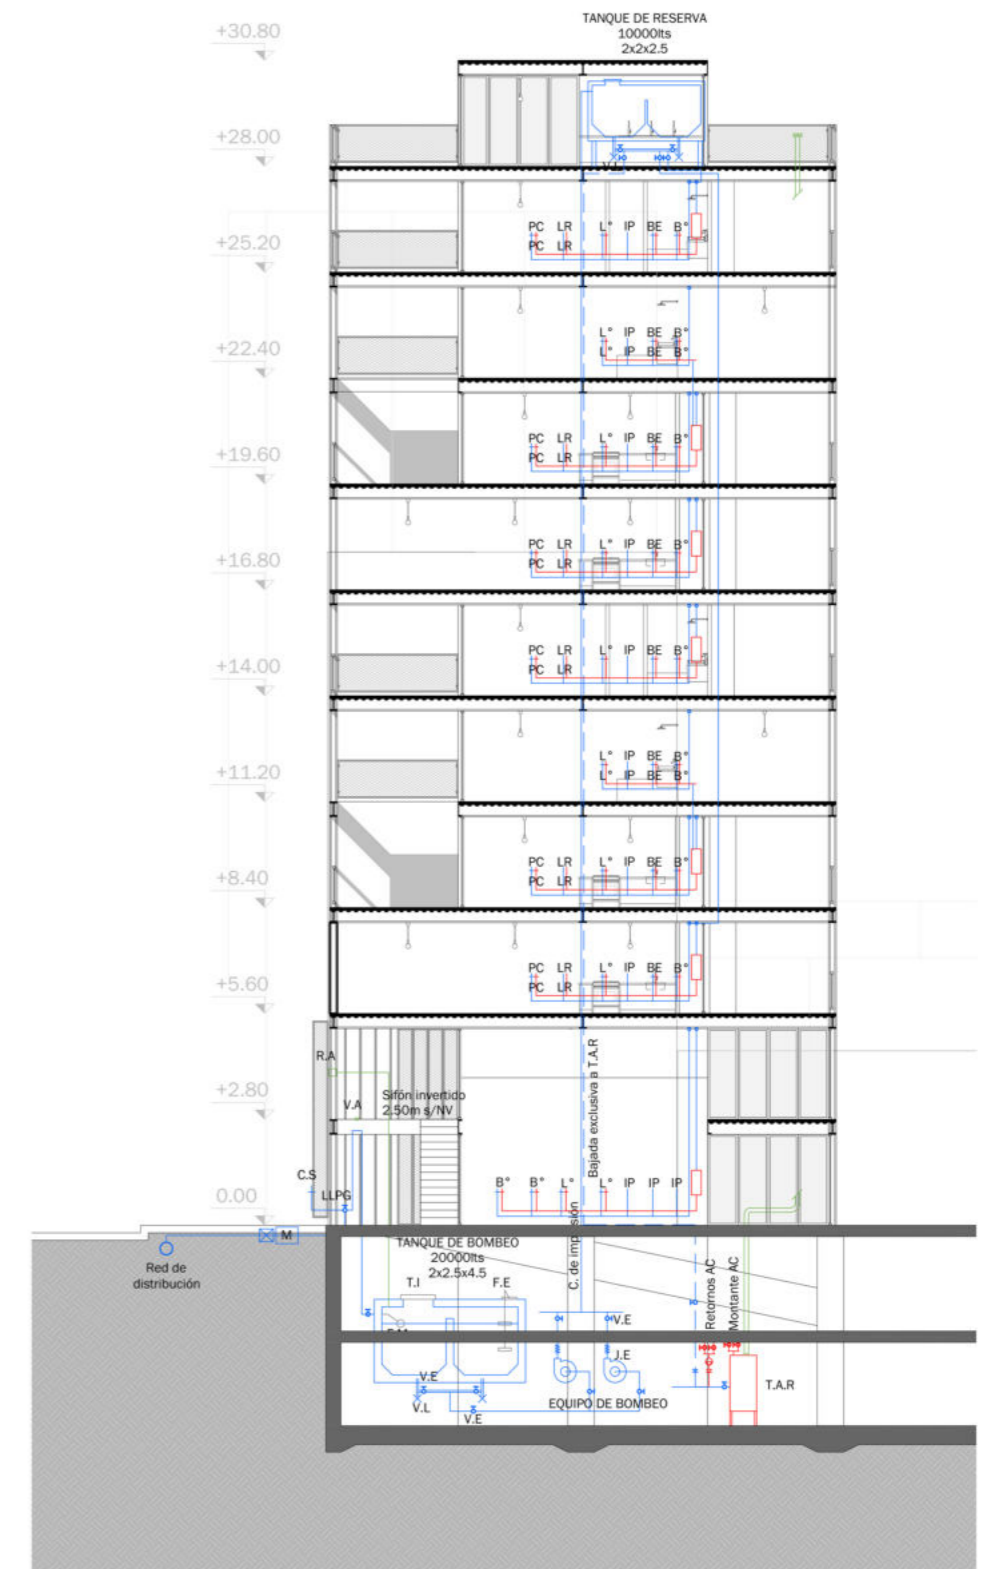 TANQUE DE RESERVA
10000lts
2x2x2.5
+30.80
+28.00
V.L
PC LR L° IP BE B°
PC LR
+25.20
L° IP BE B°
L° IP BE B°
+22.40
PC LR L° IP BE B°
PC LR
+19.60
PC LR L° IP BE B°
PC LR
+16.80
PC LR L° IP BE B°
PC LR
+14.00
L° IP BE B°
L° IP BE B°
+11.20
PC LR L° IP BE B°
PC LR
+8.40
PC LR L° IP BE B°
PC LR
+5.60
R.A
Bajada exclusiva a T.A.R
+2.80
V.A
Sifón invertido
2.50m s/NV
C.S
LLPG
0.00
B° B° L° L° IP IP IP
C. de impulsión
M
Red de
distribución
TANQUE DE BOMBEO
20000lts
2x2.5x4.5
T.I
F.E
Retornos AC
Montante AC
V.E
J.E
V.E
V.L
V.E
EQUIPO DE BOMBEO
T.A.R